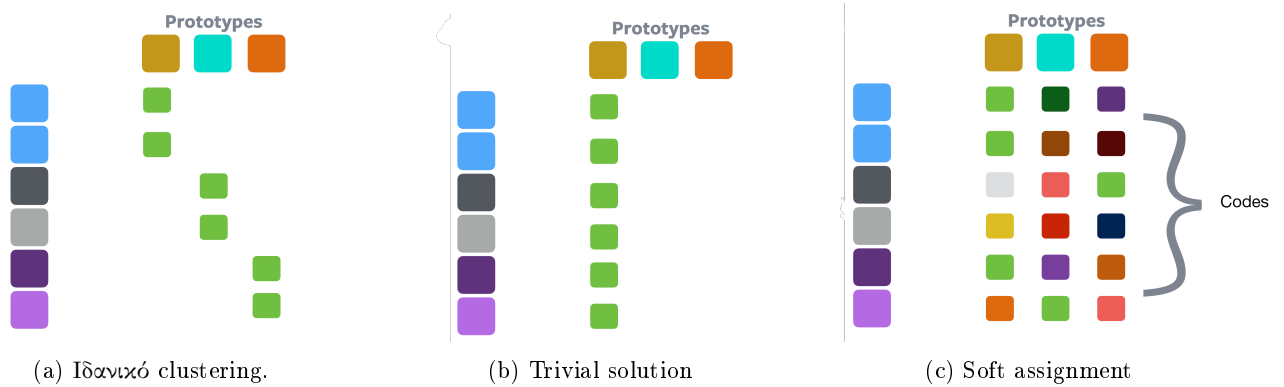 Prototypes
Prototypes
Prototypes
Codes
(a) Ιδανικό clustering.
(b) Trivial solution
(c) Soft assignment